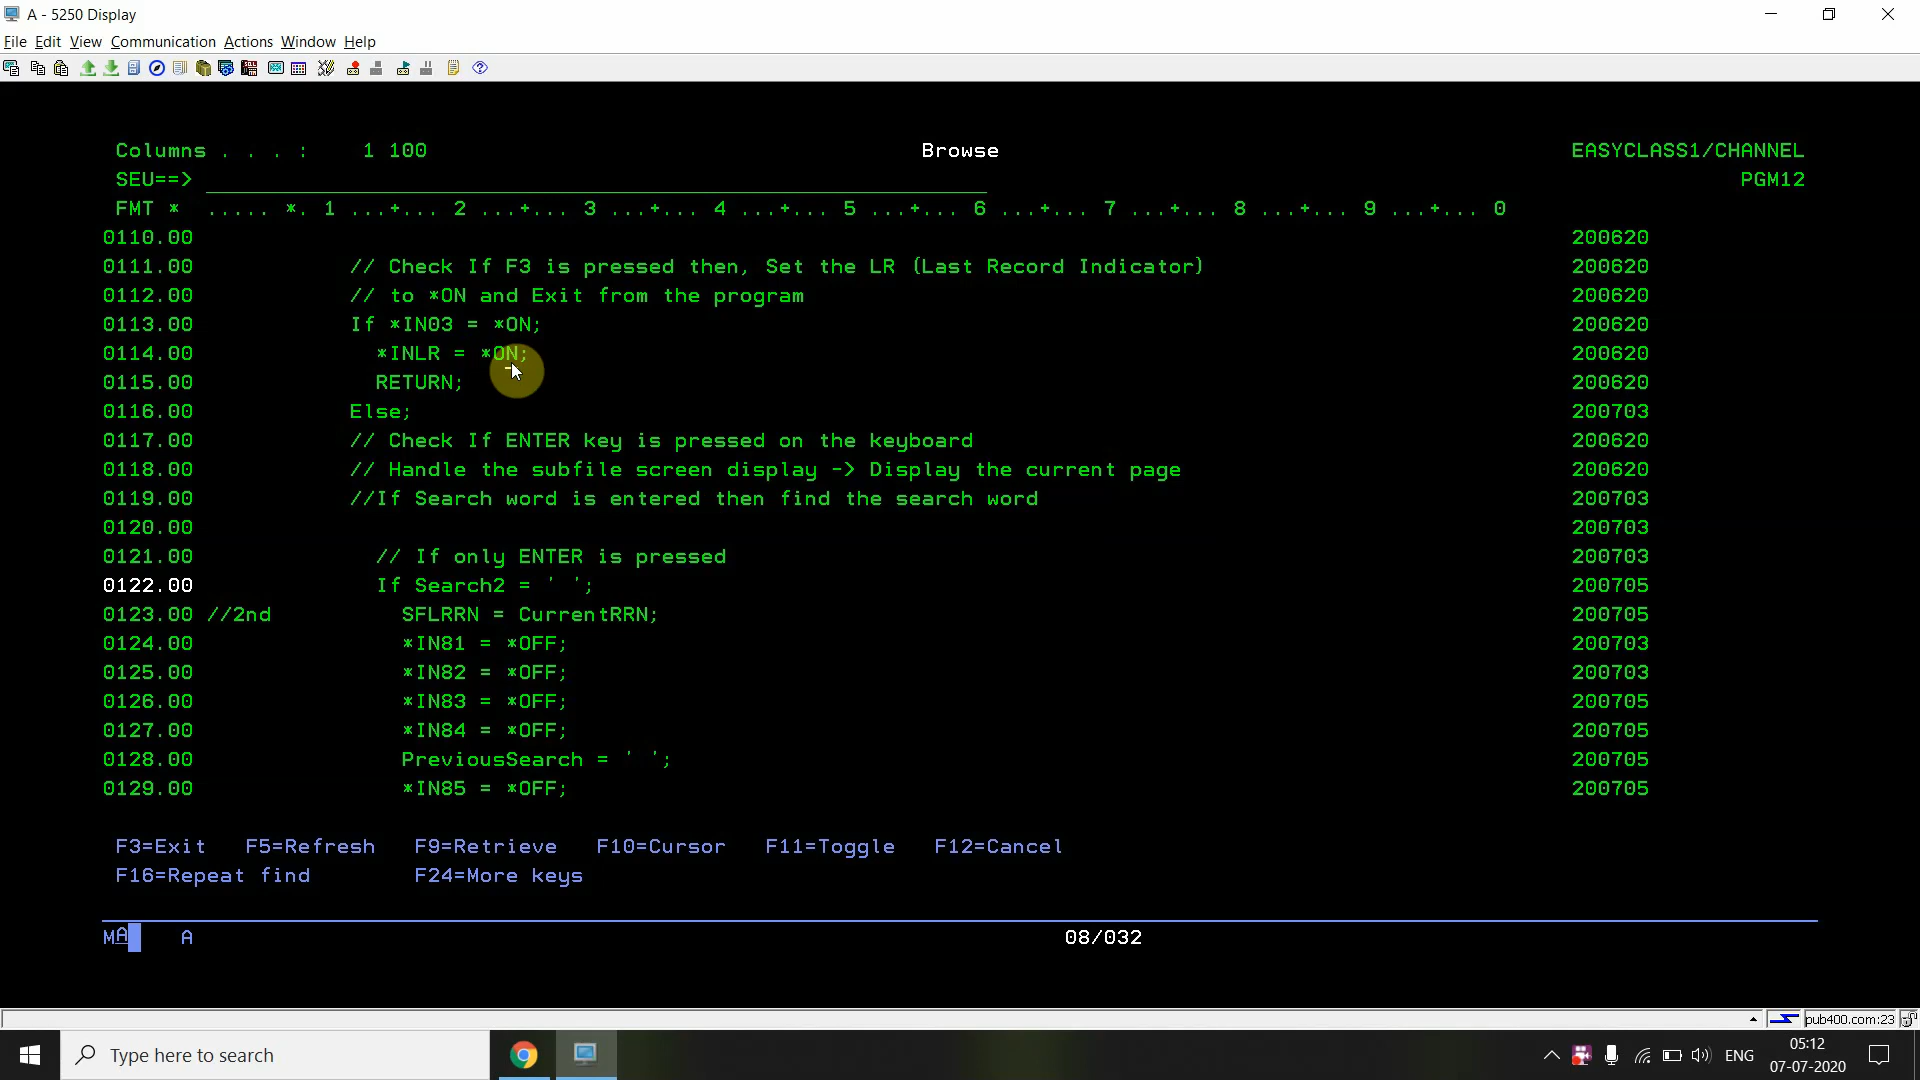 A - 5250 Display
File Edit View Communication Actions Window Help
Columns . . . : 1 100 Browse EASYCLASS1/CHANNEL
SEU==> PGM12
FMT * ..... *. 1 ...+... 2 ...+... 3 ...+... 4 ...+... 5 ...+... 6 ...+... 7 ...+... 8 ...+... 9 ...+... 0
0110.00 200620
0111.00 // Check If F3 is pressed then, Set the LR (Last Record Indicator) 200620
0112.00 // to *ON and Exit from the program 200620
0113.00 If *IN03 = *ON; 200620
0114.00 *INLR = *ON; 200620
0115.00 RETURN; 200620
0116.00 Else; 200703
0117.00 // Check If ENTER key is pressed on the keyboard 200620
0118.00 // Handle the subfile screen display -> Display the current page 200620
0119.00 //If Search word is entered then find the search word 200703
0120.00 200703
0121.00 // If only ENTER is pressed 200703
0122.00 If Search2 = ' '; 200705
0123.00 //2nd SFLRRN = CurrentRRN; 200705
0124.00 *IN81 = *OFF; 200703
0125.00 *IN82 = *OFF; 200703
0126.00 *IN83 = *OFF; 200705
0127.00 *IN84 = *OFF; 200705
0128.00 PreviousSearch = ' '; 200705
0129.00 *IN85 = *OFF; 200705
F3=Exit F5=Refresh F9=Retrieve F10=Cursor F11=Toggle F12=Cancel
F16=Repeat find F24=More keys
MA A 08/032
pub400.com:23
Type here to search ENG 05:12
07-07-2020